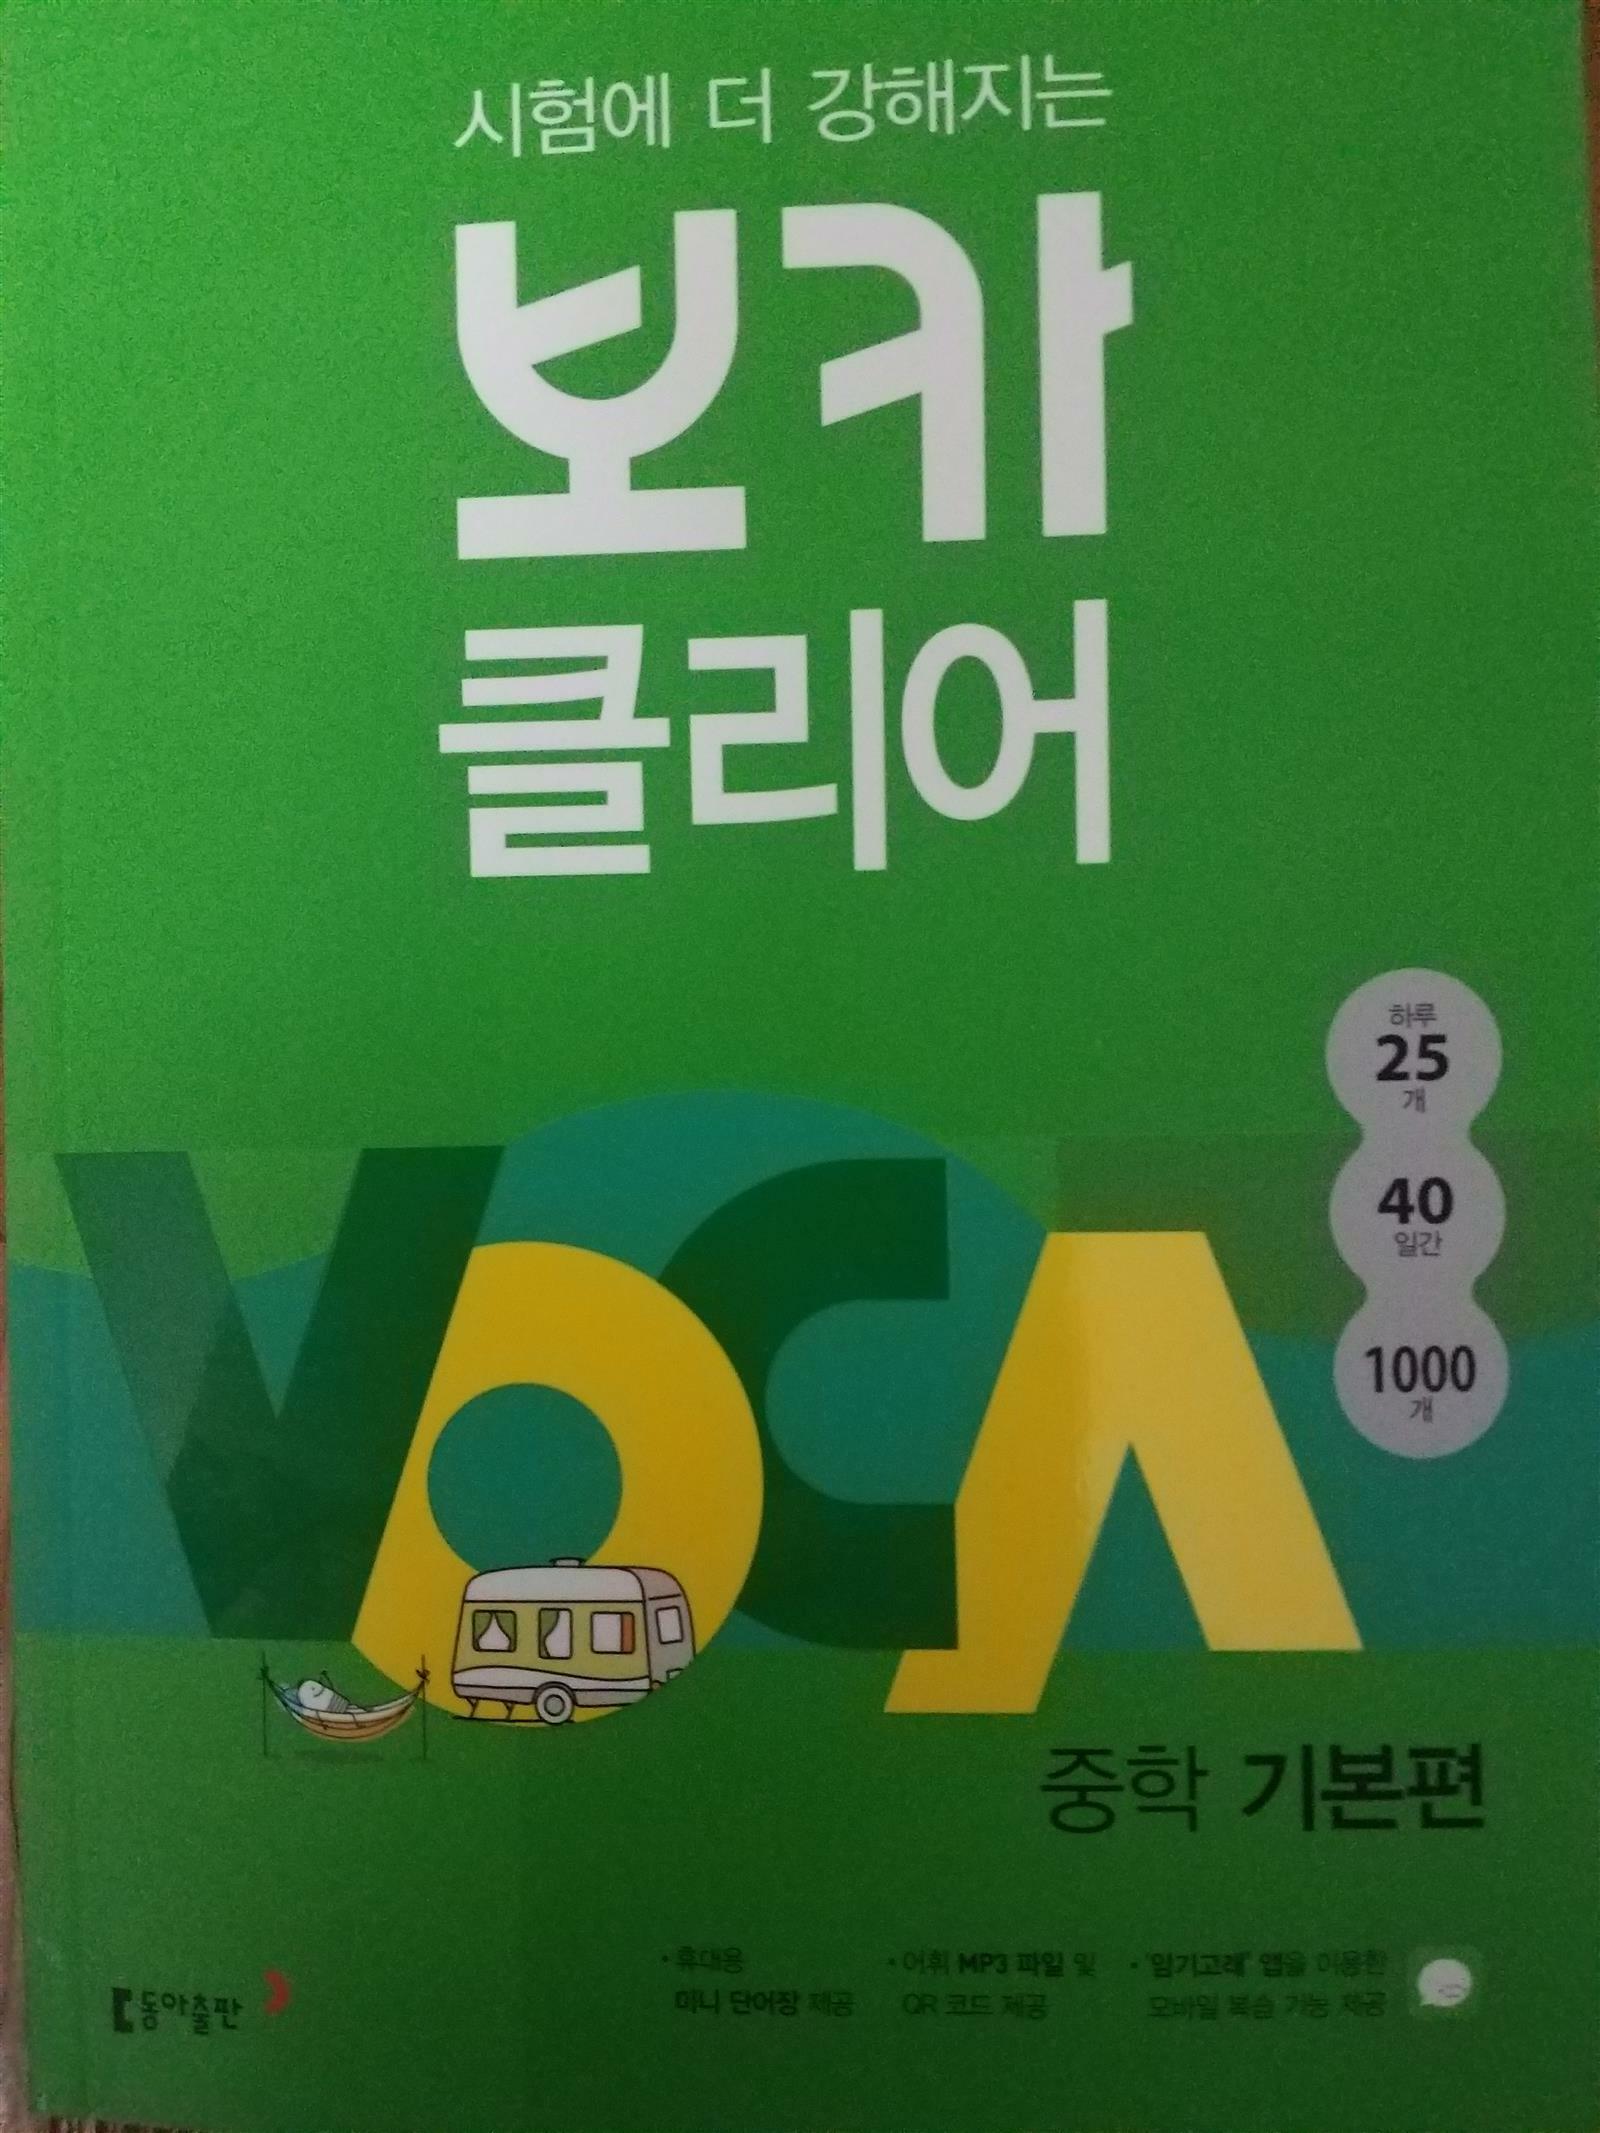 시험에 더 강해지는
보카
클리어
하루
25
개
40
일간
1000
개
VOCA
중학 기본편
• 휴대용
미니 단어장 제공
• 어휘 MP3 파일 및
QR 코드 제공
• '암기고래' 앱을 이용한
모바일 복습 기능 제공
동아출판